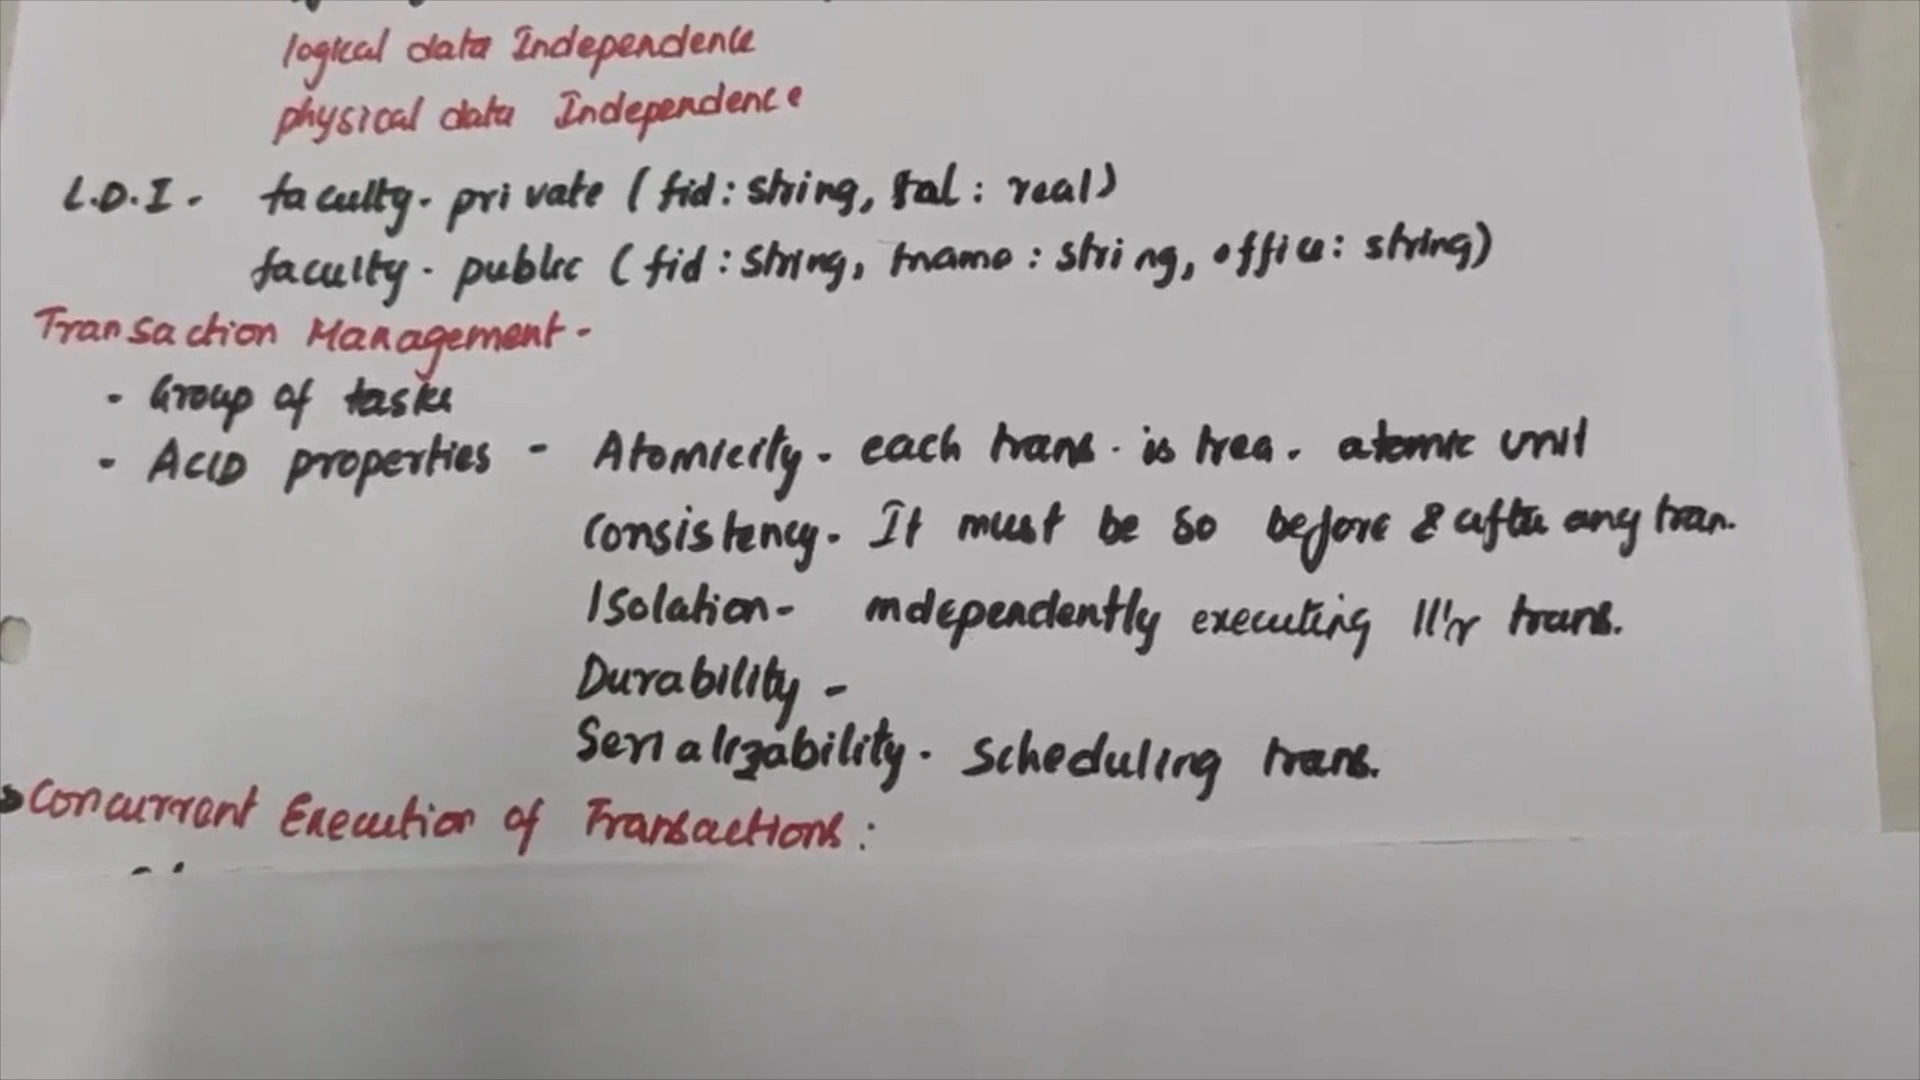 logical data Independence
physical data Independence
L.D.I - faculty - private (fid: string, sal: real)
faculty - public (fid: string, fname: string, office: string)
Transaction Management -
- Group of tasks
- ACID properties - Atomicity - each trans. is trea. atomic unit
Consistency - It must be so before & after any tran.
Isolation - independently executing ||'r trans.
Durability -
Serializability - Scheduling trans.
Concurrent Execution of Transactions: